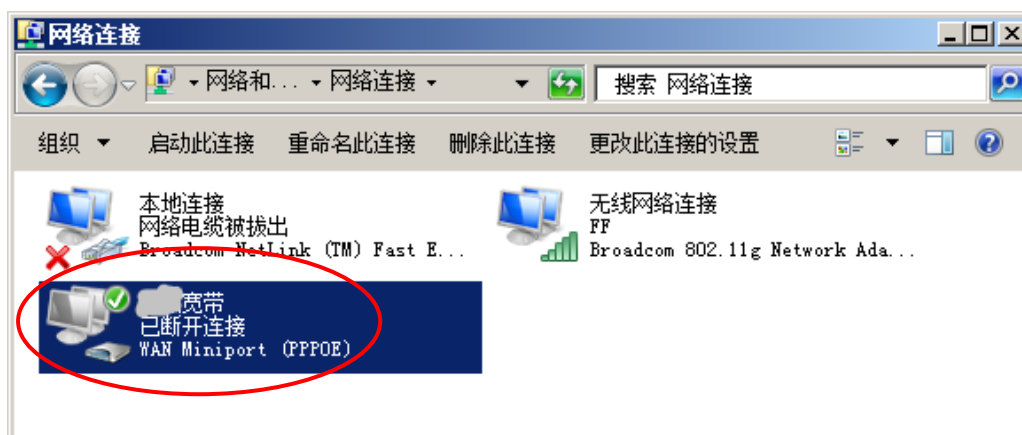 网络连接
网络和... 网络连接
搜索 网络连接
组织 启动此连接 重命名此连接 删除此连接 更改此连接的设置
本地连接
网络电缆被拔出
Broadcom NetLink (TM) Fast E...
无线网络连接
FF
Broadcom 802.11g Network Ada...
宽带
已断开连接
WAN Miniport (PPPOE)